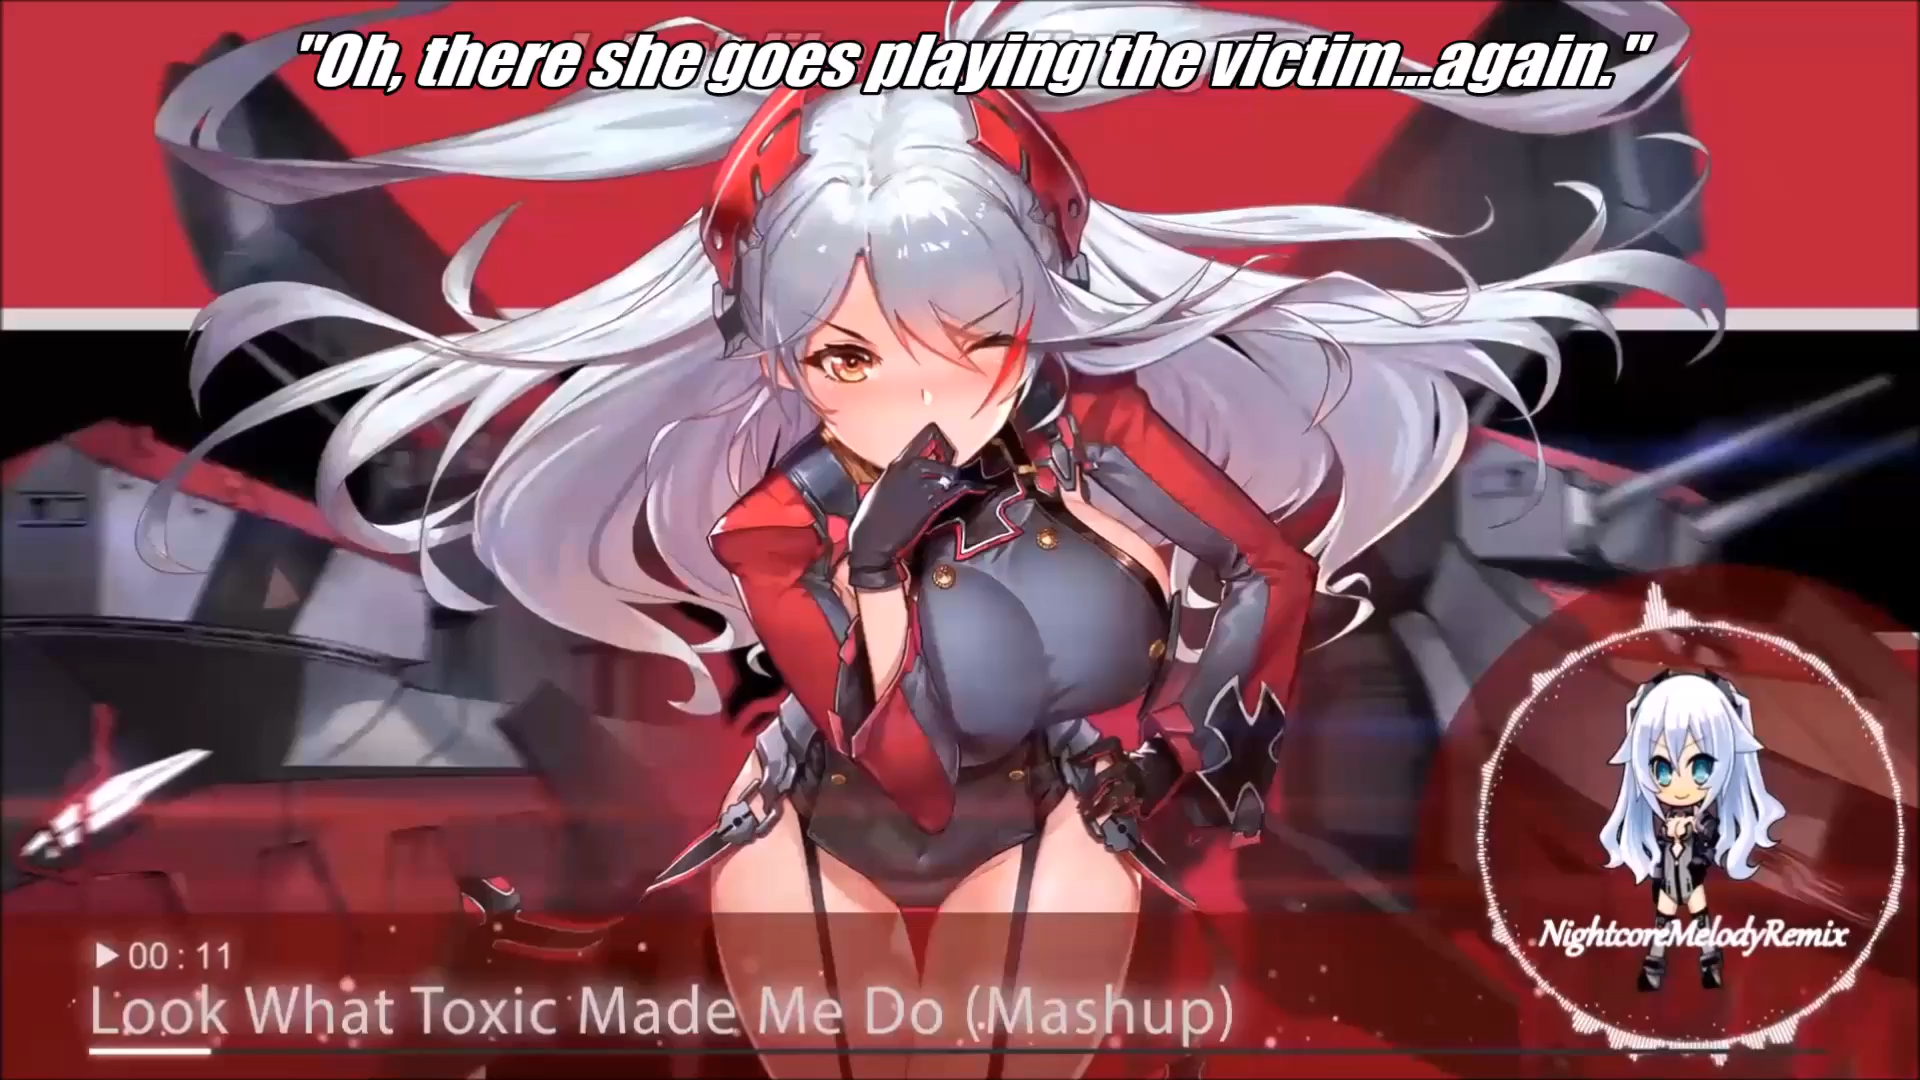 "Oh, there she goes playing the victim...again."
NightcoreMelodyRemix
00 : 11
Look What Toxic Made Me Do (Mashup)